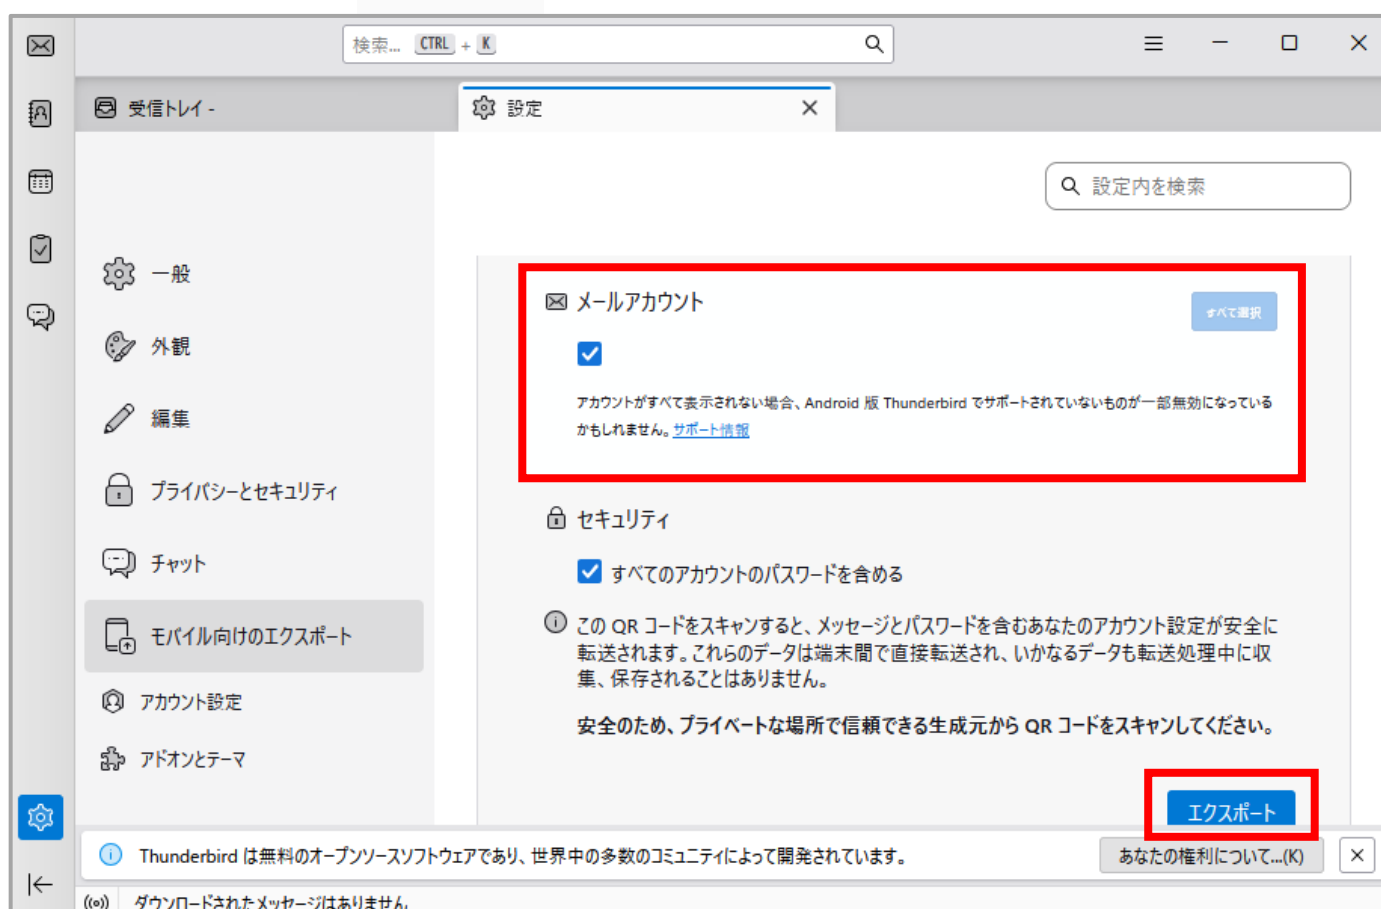 検索... CTRL + K
受信トレイ -
設定
設定内を検索
一般
外観
編集
プライバシーとセキュリティ
チャット
モバイル向けのエクスポート
アカウント設定
アドオンとテーマ
メールアカウント
すべて選択
アカウントがすべて表示されない場合、Android 版 Thunderbird でサポートされていないものが一部無効になっている
かもしれません。サポート情報
セキュリティ
すべてのアカウントのパスワードを含める
この QR コードをスキャンすると、メッセージとパスワードを含むあなたのアカウント設定が安全に
転送されます。これらのデータは端末間で直接転送され、いかなるデータも転送処理中に収
集、保存されることはありません。
安全のため、プライベートな場所で信頼できる生成元から QR コードをスキャンしてください。
エクスポート
Thunderbird は無料のオープンソースソフトウェアであり、世界中の多数のコミュニティによって開発されています。
あなたの権利について...(K)
ダウンロードされたメッセージはありません